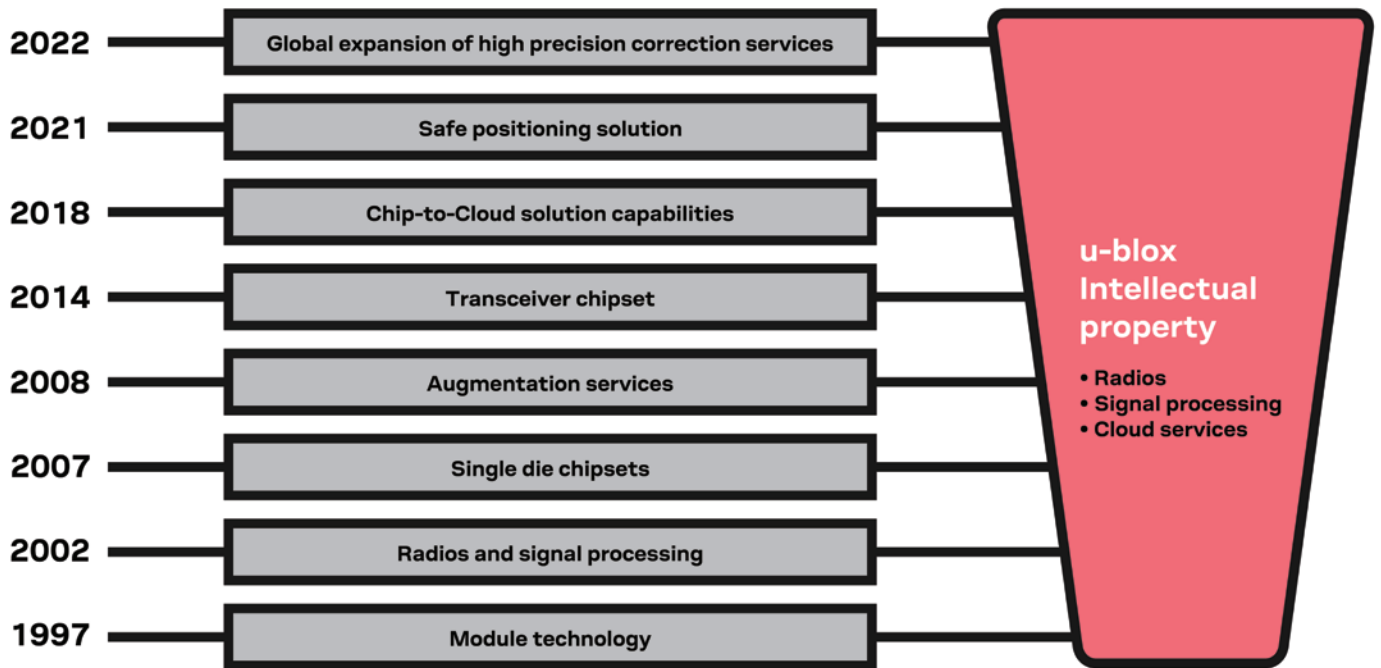 2022
Global expansion of high precision correction services
2021
Safe positioning solution
2018
Chip-to-Cloud solution capabilities
2014
Transceiver chipset
2008
Augmentation services
2007
Single die chipsets
2002
Radios and signal processing
1997
Module technology
u-blox
Intellectual
property
• Radios
• Signal processing
• Cloud services